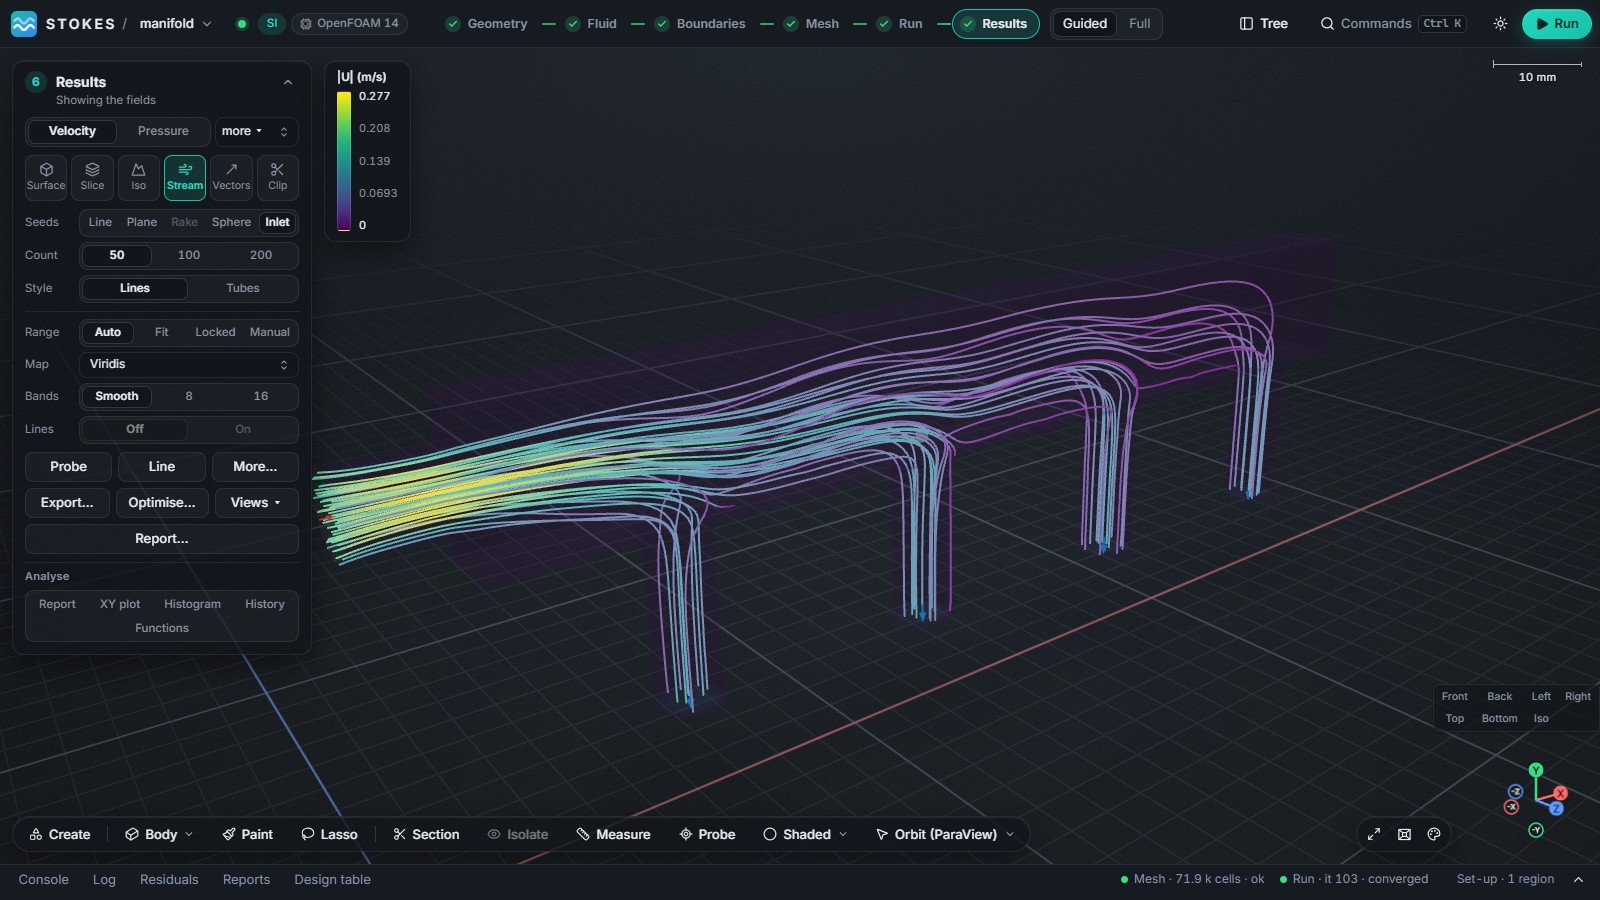 STOKES / manifold SI OpenFOAM 14 Geometry Fluid Boundaries Mesh Run Results Guided Full Tree Commands Ctrl K Run
6 Results
Showing the fields
Velocity Pressure more
Surface Slice Iso Stream Vectors Clip
Seeds Line Plane Rake Sphere Inlet
Count 50 100 200
Style Lines Tubes
Range Auto Fit Locked Manual
Map Viridis
Bands Smooth 8 16
Lines Off On
Probe Line More...
Export... Optimise... Views
Report...
Analyse
Report XY plot Histogram History
Functions
|U| (m/s)
0.277
0.208
0.139
0.0693
0
10 mm
Front Back Left Right
Top Bottom Iso
Y
-Z X
-X Z
-Y
Create Body Paint Lasso Section Isolate Measure Probe Shaded Orbit (ParaView)
Console Log Residuals Reports Design table Mesh · 71.9 k cells · ok Run · it 103 · converged Set-up · 1 region